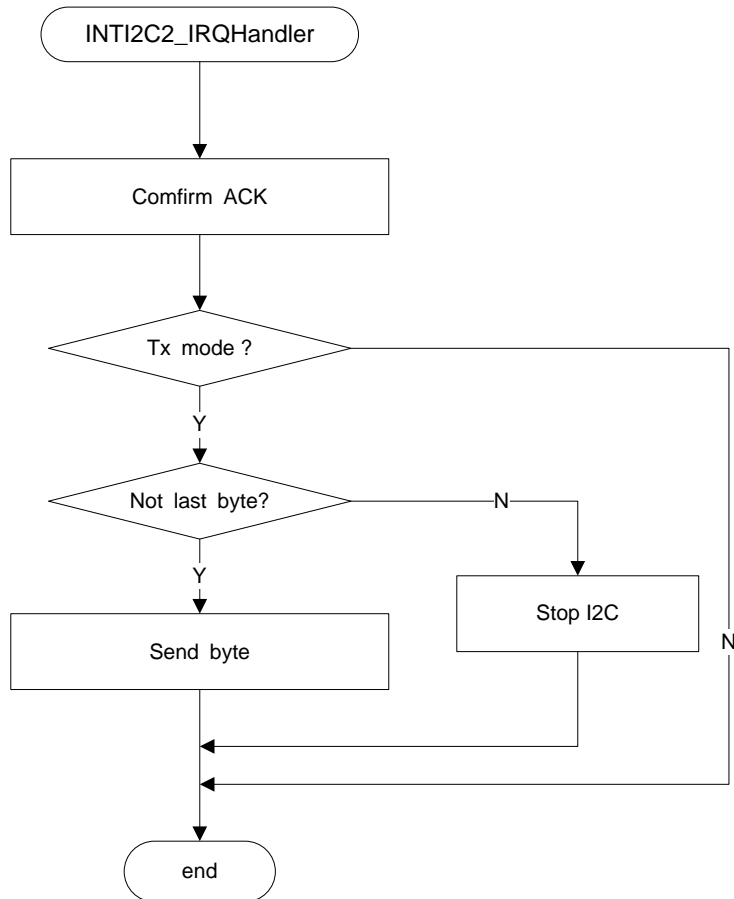 INTI2C2_IRQHandler
Comfirm ACK
Tx mode ?
Y
Not last byte?
N
Y
Stop I2C
Send byte
N
end